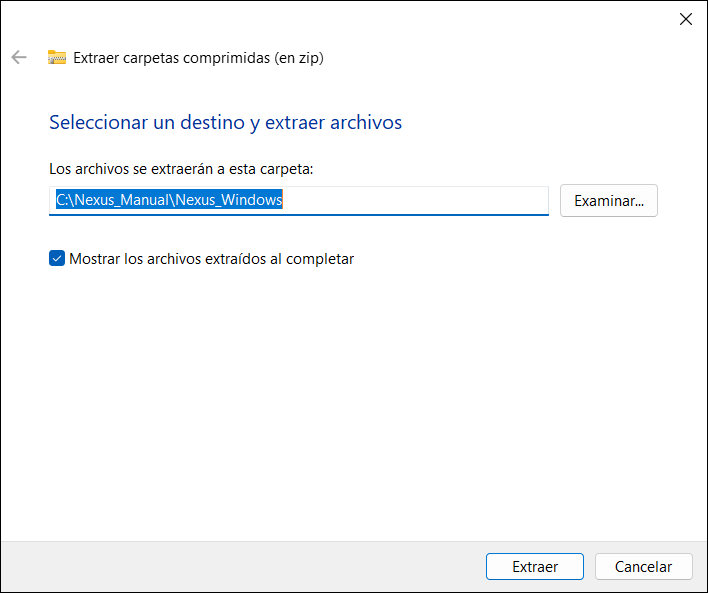 Extraer carpetas comprimidas (en zip)
Seleccionar un destino y extraer archivos
Los archivos se extraerán a esta carpeta:
C:\Nexus_Manual\Nexus_Windows
Examinar...
Mostrar los archivos extraídos al completar
Extraer
Cancelar